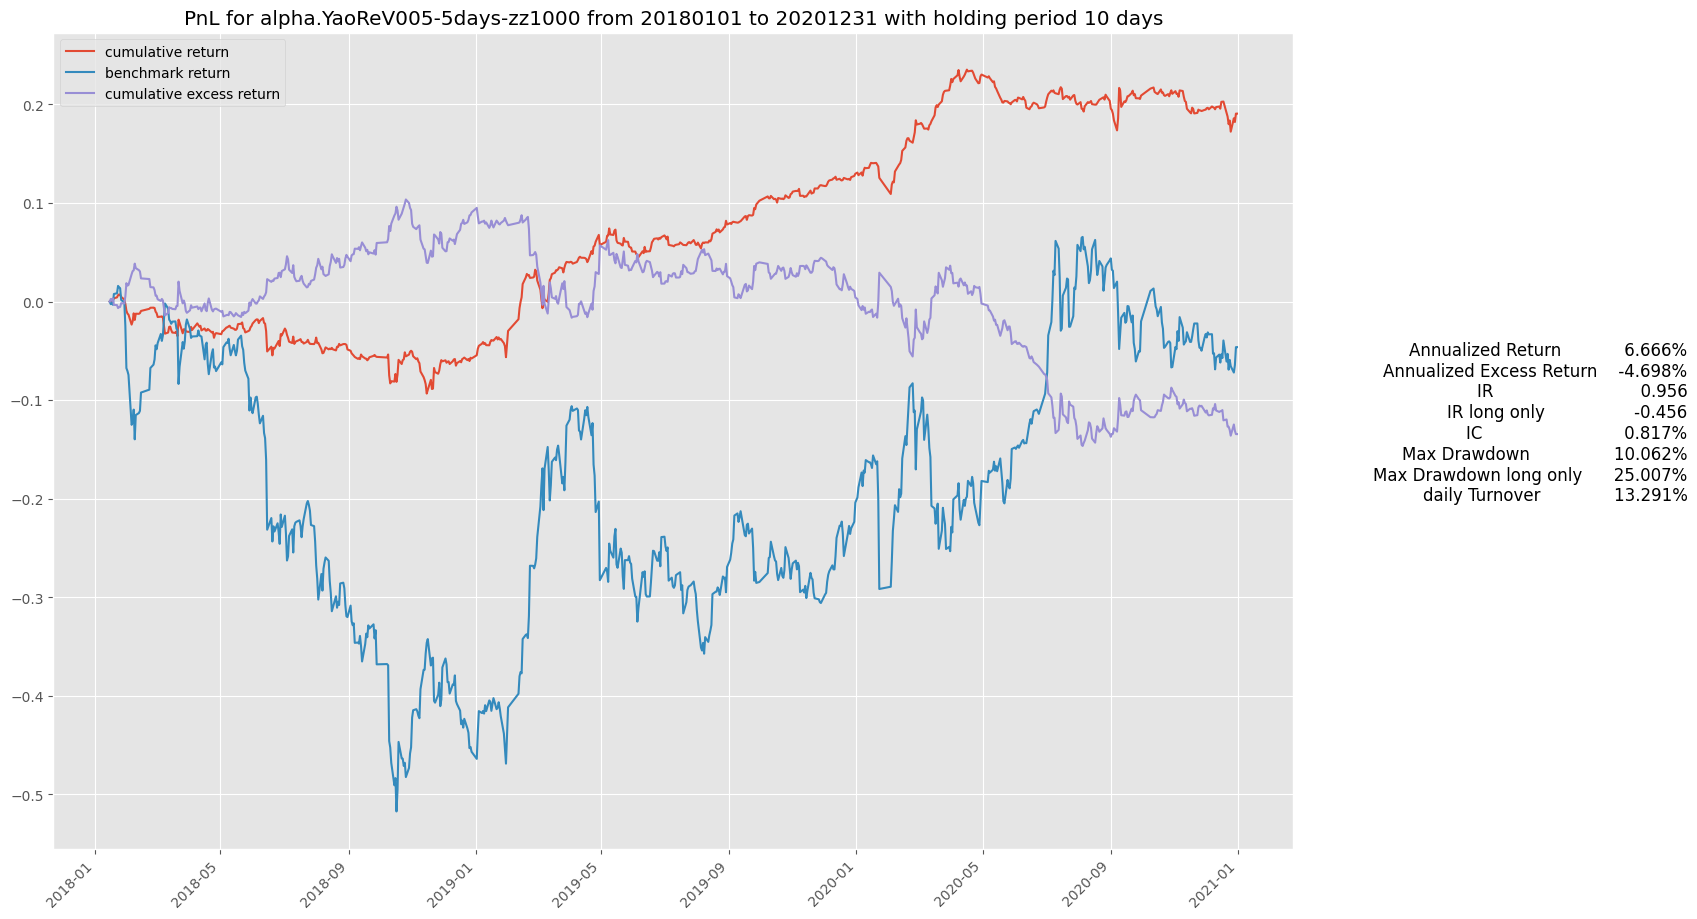 PnL for alpha.YaoReV005-5days-zz1000 from 20180101 to 20201231 with holding period 10 days
cumulative return
benchmark return
cumulative excess return
0.2
0.1
0.0
−0.1
−0.2
−0.3
−0.4
−0.5
2018-01
2018-05
2018-09
2019-01
2019-05
2019-09
2020-01
2020-05
2020-09
2021-01
Annualized Return 6.666%
Annualized Excess Return -4.698%
IR 0.956
IR long only -0.456
IC 0.817%
Max Drawdown 10.062%
Max Drawdown long only 25.007%
daily Turnover 13.291%